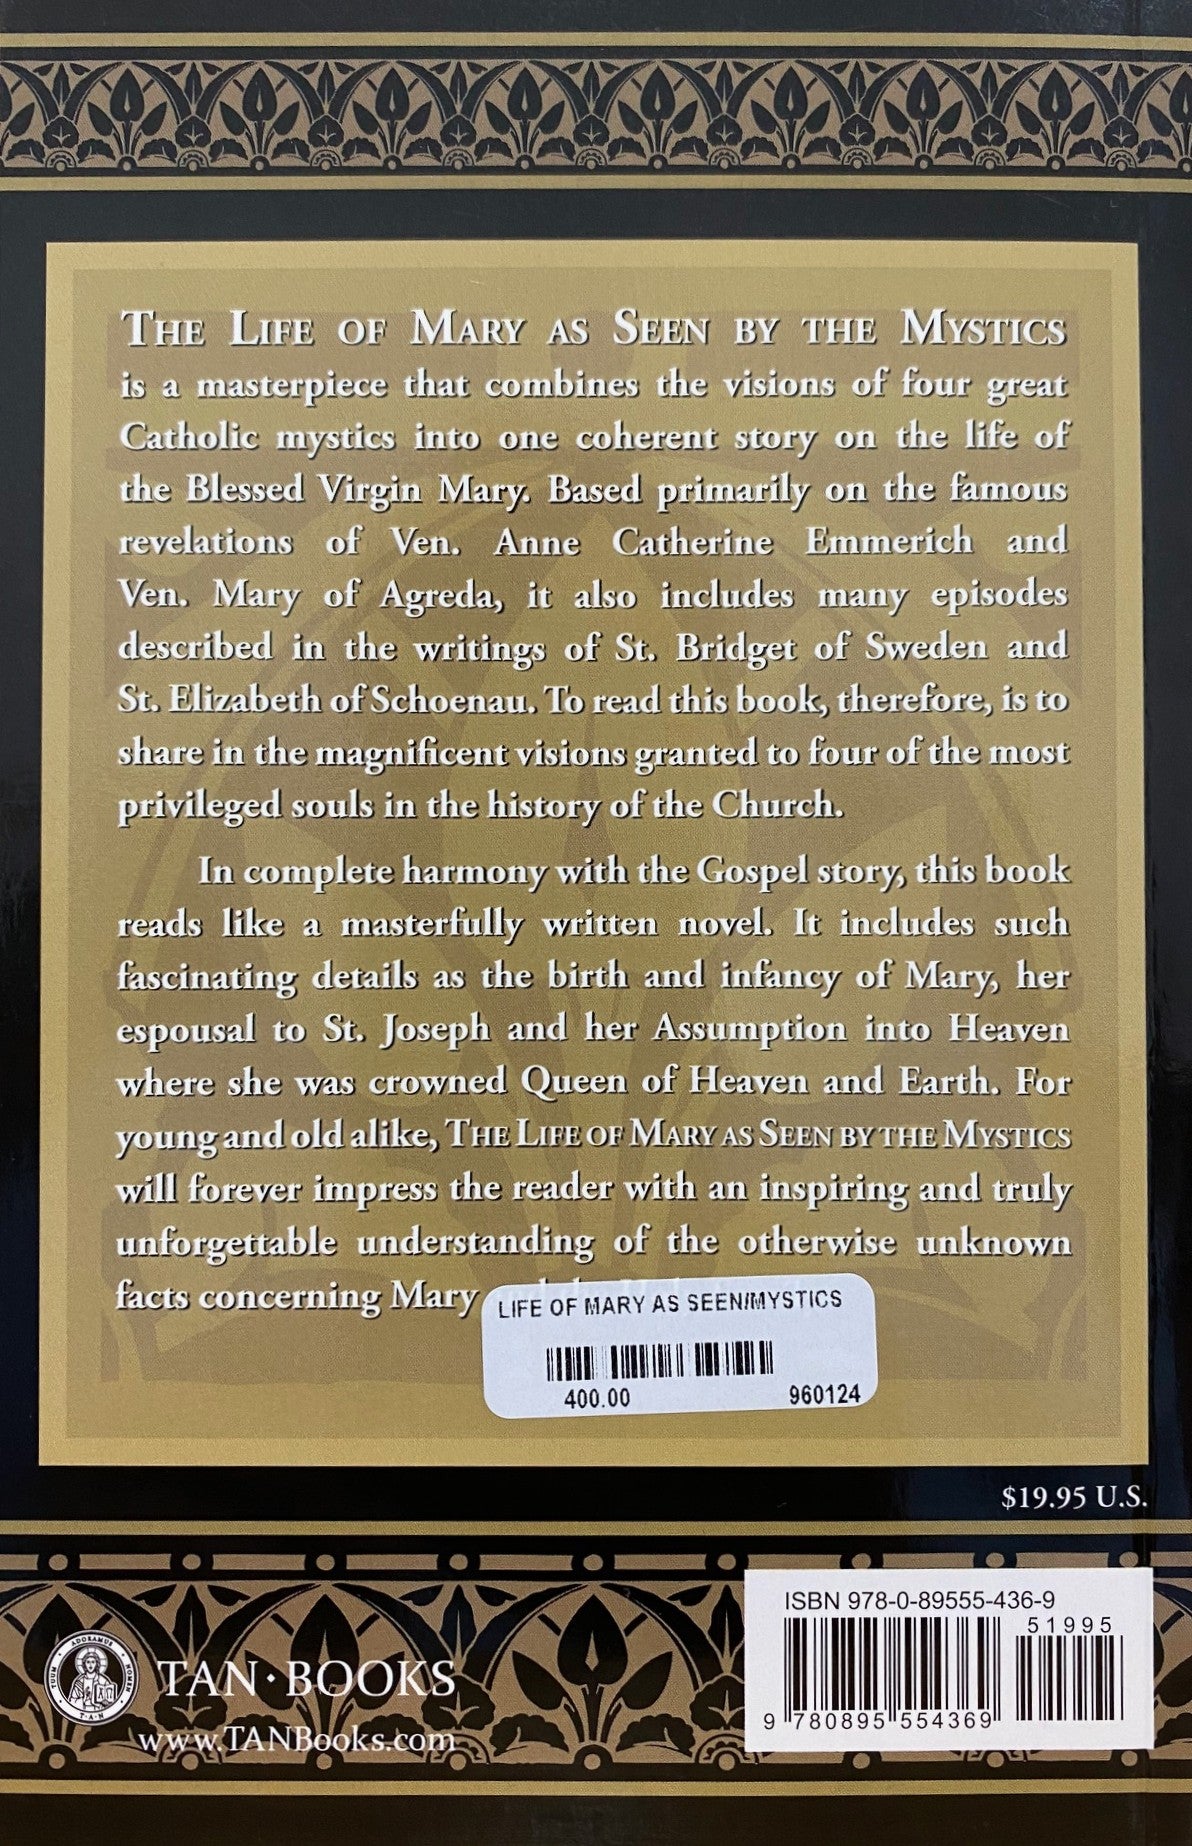 THE LIFE OF MARY AS SEEN BY THE MYSTICS
is a masterpiece that combines the visions of four great
Catholic mystics into one coherent story on the life of
the Blessed Virgin Mary. Based primarily on the famous
revelations of Ven. Anne Catherine Emmerich and
Ven. Mary of Agreda, it also includes many episodes
described in the writings of St. Bridget of Sweden and
St. Elizabeth of Schoenau. To read this book, therefore, is to
share in the magnificent visions granted to four of the most
privileged souls in the history of the Church.
In complete harmony with the Gospel story, this book
reads like a masterfully written novel. It includes such
fascinating details as the birth and infancy of Mary, her
espousal to St. Joseph and her Assumption into Heaven
where she was crowned Queen of Heaven and Earth. For
young and old alike, THE LIFE OF MARY AS SEEN BY THE MYSTICS
will forever impress the reader with an inspiring and truly
unforgettable understanding of the otherwise unknown
facts concerning Mary
LIFE OF MARY AS SEEN/MYSTICS
400.00 960124
$19.95 U.S.
ISBN 978-0-89555-436-9
51995
9 780895 554369
ADORAMUS
NOMEN
TUUM
T·A·N
TAN·BOOKS
www.TANBooks.com